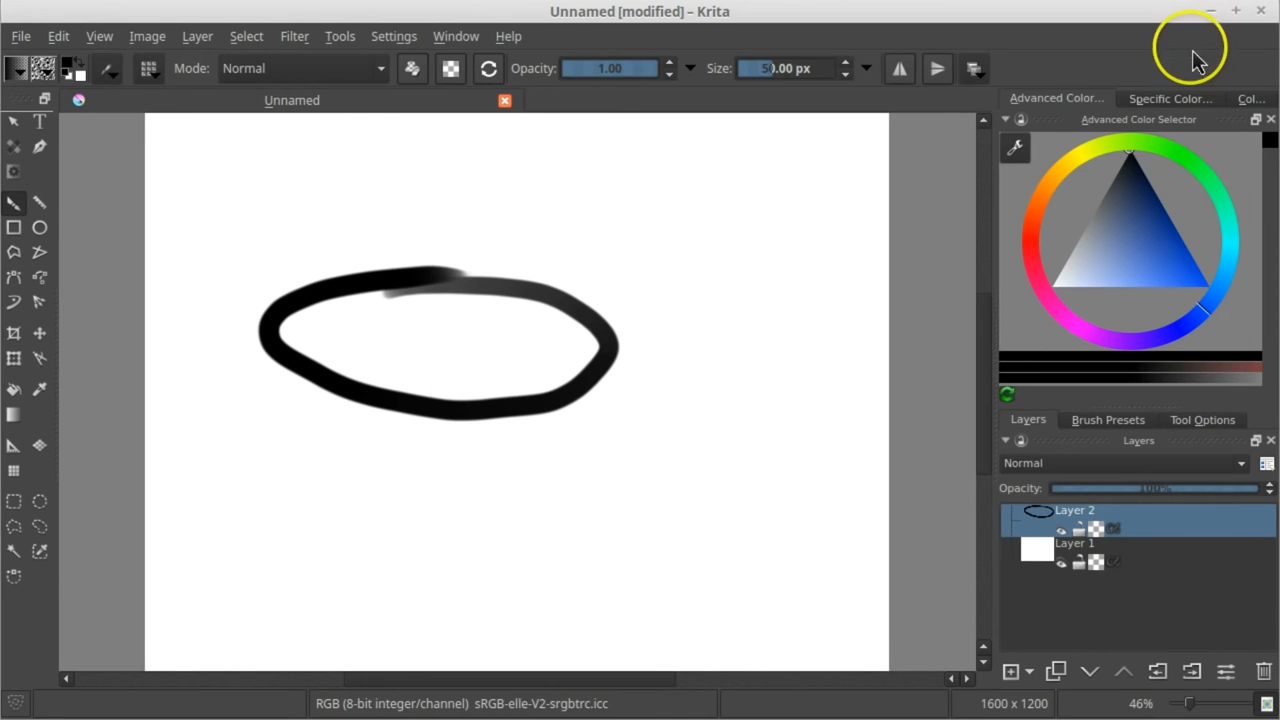 Unnamed [modified] – Krita
File Edit View Image Layer Select Filter Tools Settings Window Help
Mode: Normal Opacity: 1.00 Size: 50.00 px
Unnamed
Advanced Color... Specific Color... Col...
Advanced Color Selector
Layers Brush Presets Tool Options
Layers
Normal
Opacity: 100%
Layer 2
Layer 1
RGB (8-bit integer/channel) sRGB-elle-V2-srgbtrc.icc 1600 x 1200 46%